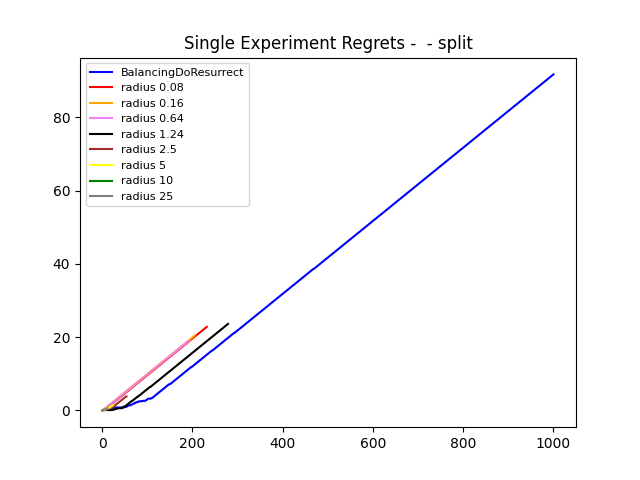 Single Experiment Regrets -  - split
BalancingDoResurrect
radius 0.08
radius 0.16
radius 0.64
radius 1.24
radius 2.5
radius 5
radius 10
radius 25
80
60
40
20
0
0 200 400 600 800 1000